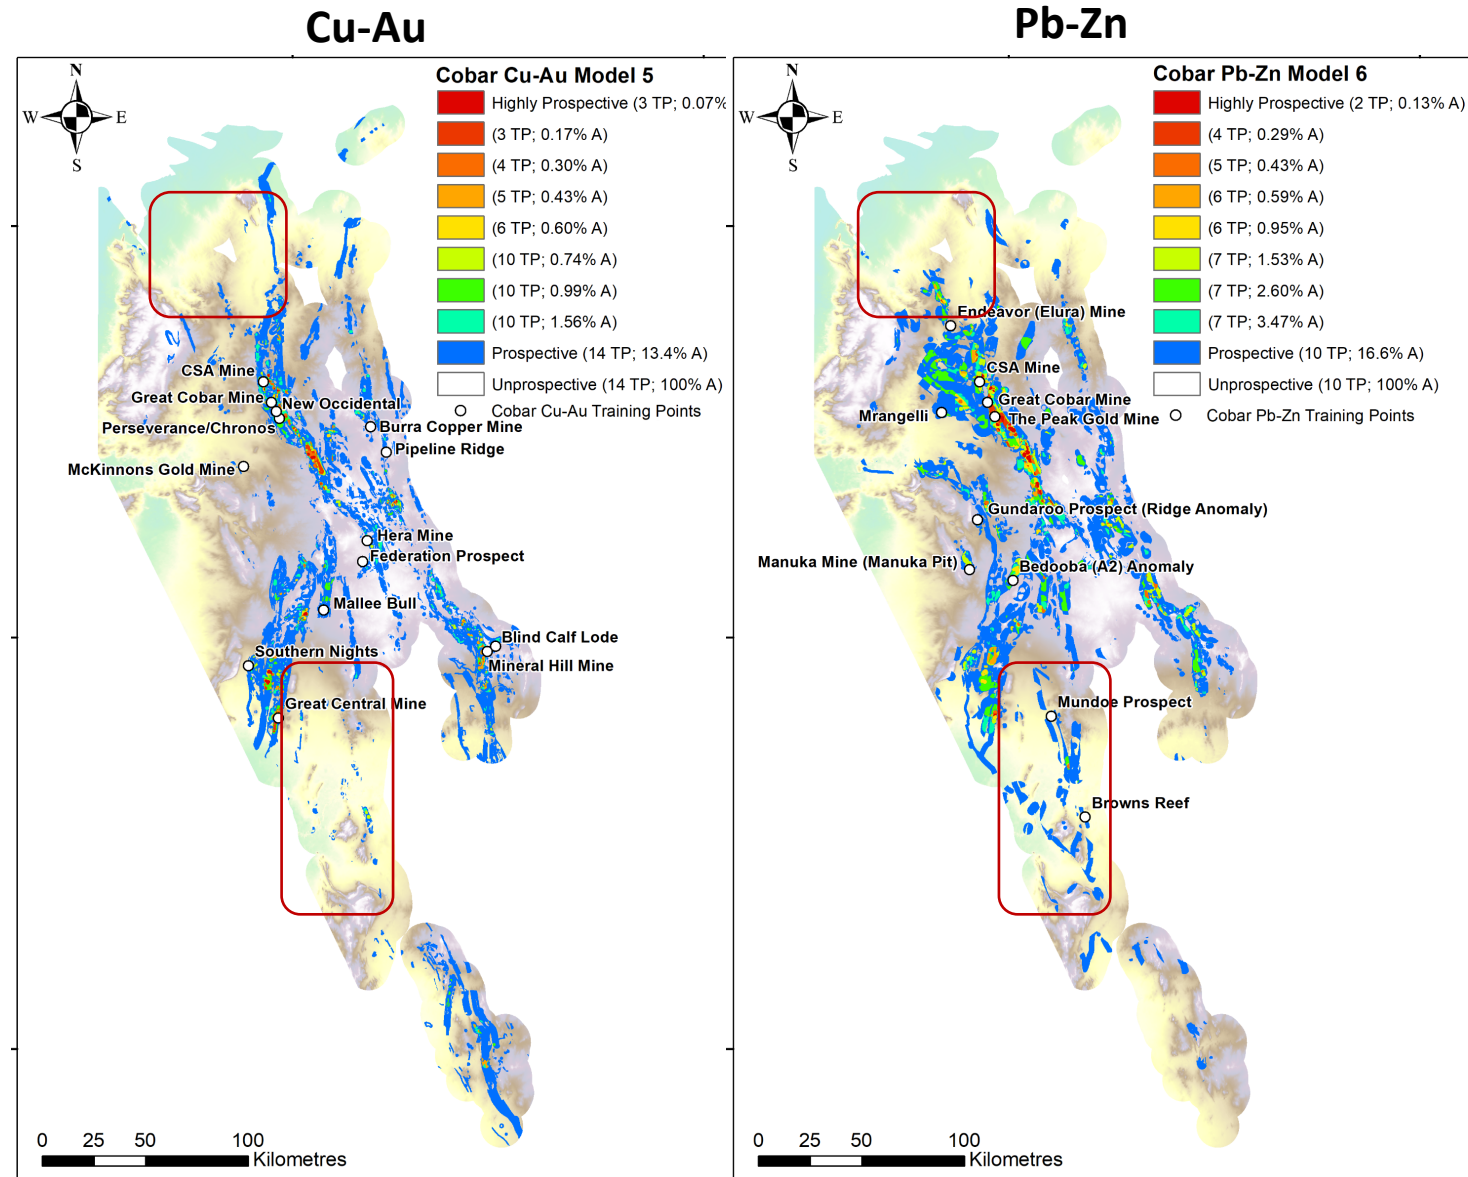 Cu-Au
Pb-Zn
N
W E
S
Cobar Cu-Au Model 5
Highly Prospective (3 TP; 0.07%
(3 TP; 0.17% A)
(4 TP; 0.30% A)
(5 TP; 0.43% A)
(6 TP; 0.60% A)
(10 TP; 0.74% A)
(10 TP; 0.99% A)
(10 TP; 1.56% A)
Prospective (14 TP; 13.4% A)
Unprospective (14 TP; 100% A)
Cobar Cu-Au Training Points
CSA Mine
Great Cobar Mine
New Occidental
Perseverance/Chronos
Burra Copper Mine
Pipeline Ridge
McKinnons Gold Mine
Hera Mine
Federation Prospect
Mallee Bull
Blind Calf Lode
Southern Nights
Mineral Hill Mine
Great Central Mine
0 25 50 100
Kilometres
N
W E
S
Cobar Pb-Zn Model 6
Highly Prospective (2 TP; 0.13% A)
(4 TP; 0.29% A)
(5 TP; 0.43% A)
(6 TP; 0.59% A)
(6 TP; 0.95% A)
(7 TP; 1.53% A)
(7 TP; 2.60% A)
(7 TP; 3.47% A)
Prospective (10 TP; 16.6% A)
Unprospective (10 TP; 100% A)
Cobar Pb-Zn Training Points
Endeavor (Elura) Mine
CSA Mine
Great Cobar Mine
Mrangelli
The Peak Gold Mine
Gundaroo Prospect (Ridge Anomaly)
Manuka Mine (Manuka Pit)
Bedooba (A2) Anomaly
Mundoe Prospect
Browns Reef
0 25 50 100
Kilometres